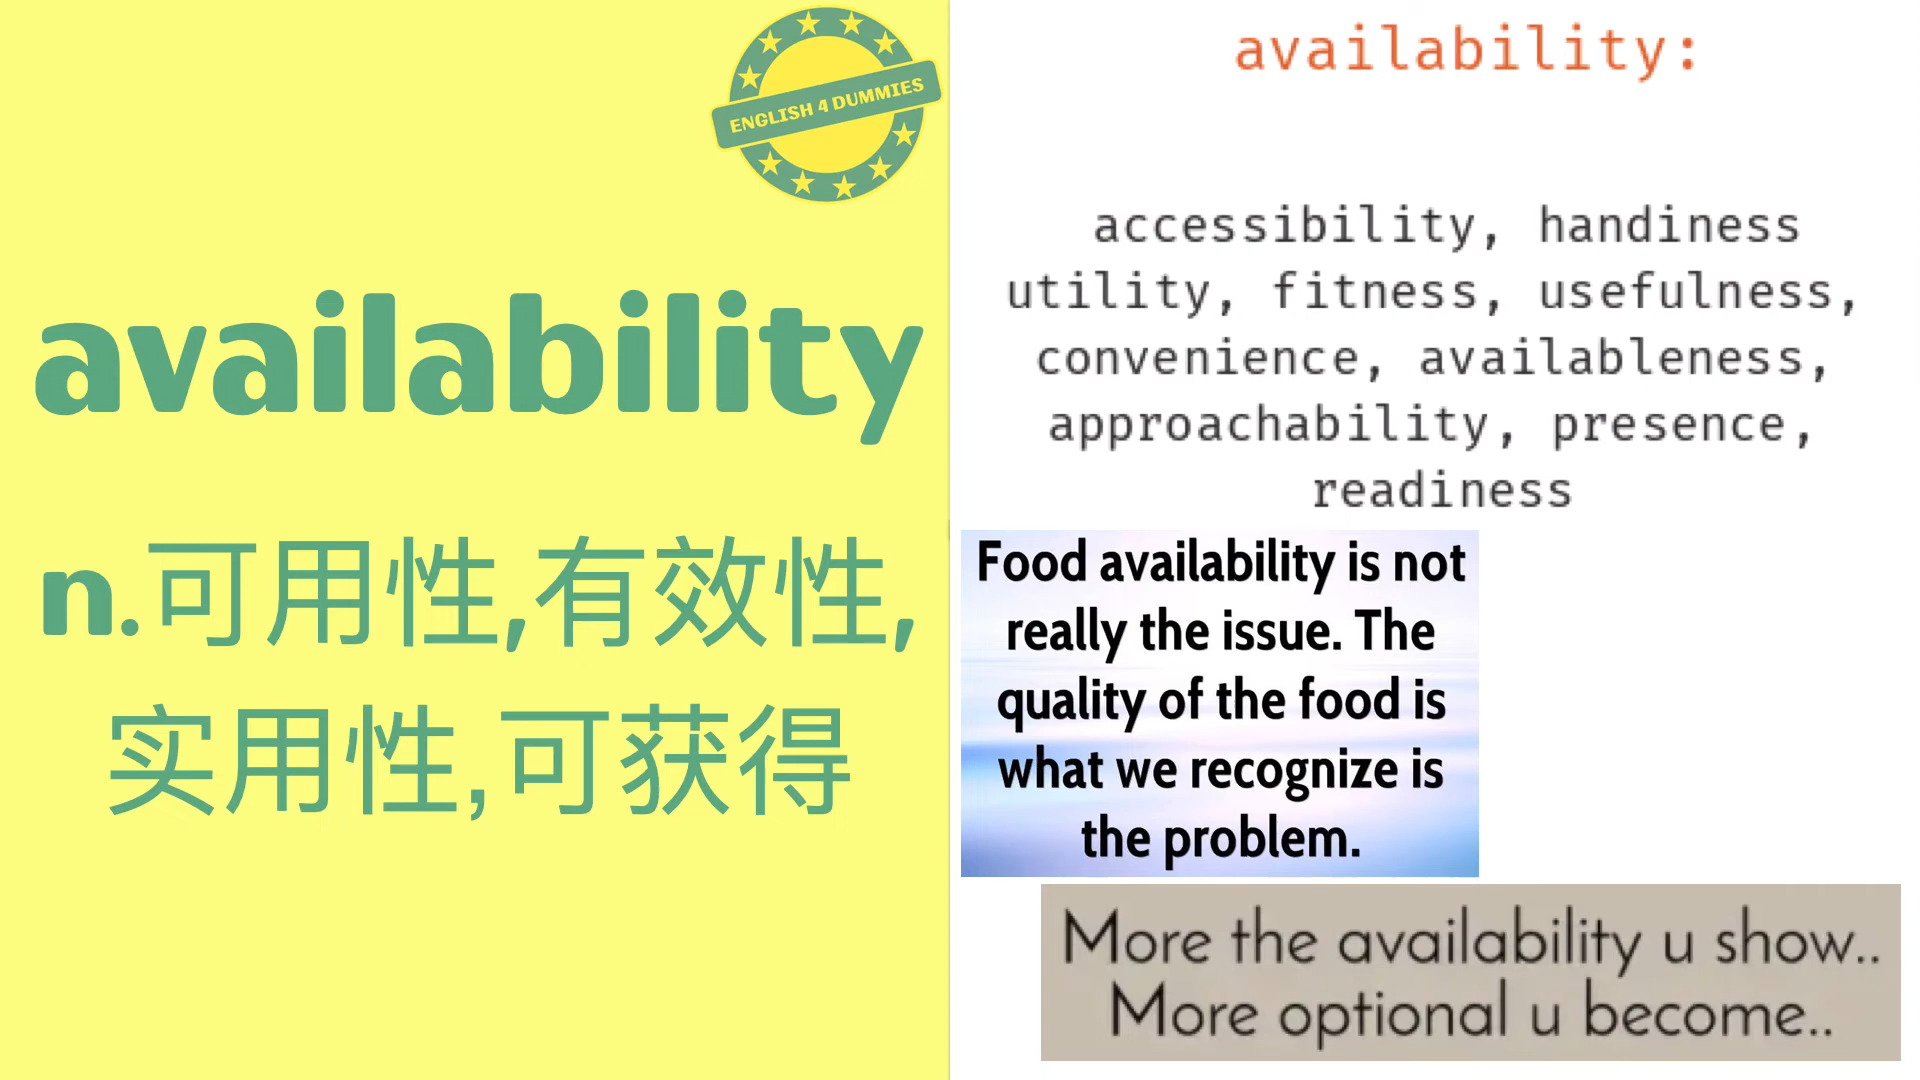 ENGLISH 4 DUMMIES
availability
n.可用性,有效性,
实用性,可获得
availability:
accessibility, handiness
utility, fitness, usefulness,
convenience, availableness,
approachability, presence,
readiness
Food availability is not
really the issue. The
quality of the food is
what we recognize is
the problem.
More the availability u show..
More optional u become..